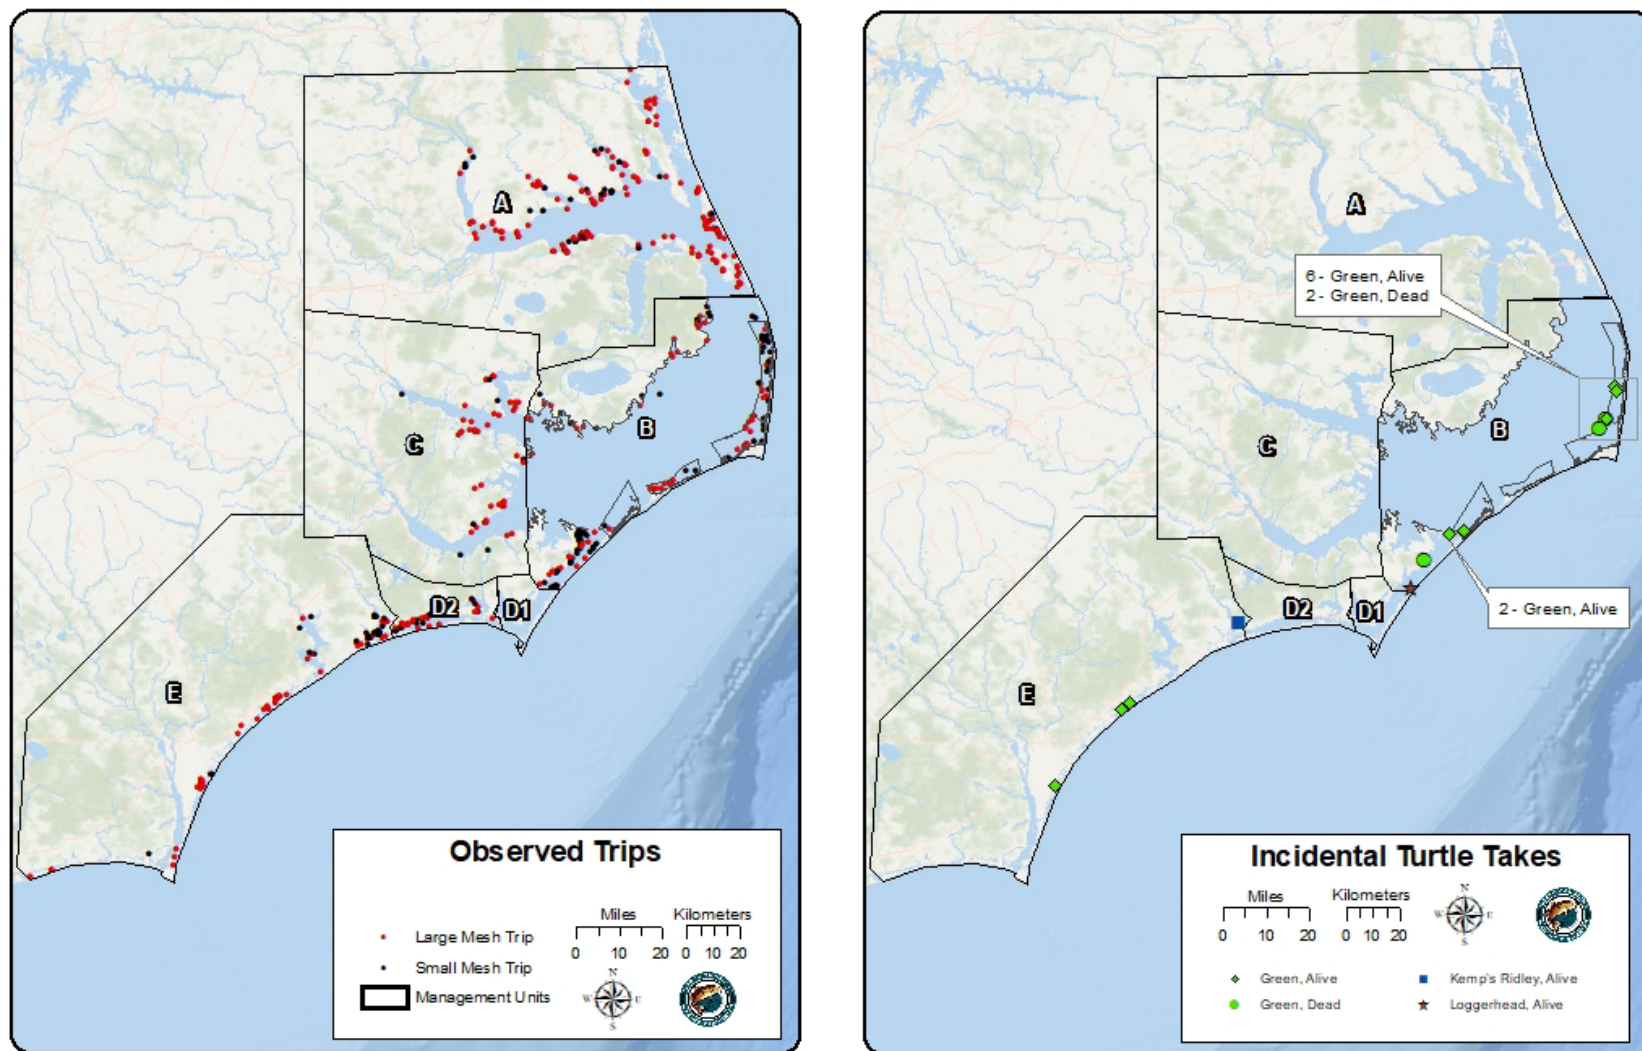 A
B
C
D2
D1
E
Observed Trips
Miles
Kilometers
0 10 20
0 10 20
Large Mesh Trip
Small Mesh Trip
Management Units
N
W E
S
A
6 - Green, Alive
2 - Green, Dead
B
C
2 - Green, Alive
D2
D1
E
Incidental Turtle Takes
Miles
Kilometers
0 10 20
0 10 20
N
W E
S
Green, Alive
Kemp's Ridley, Alive
Green, Dead
Loggerhead, Alive